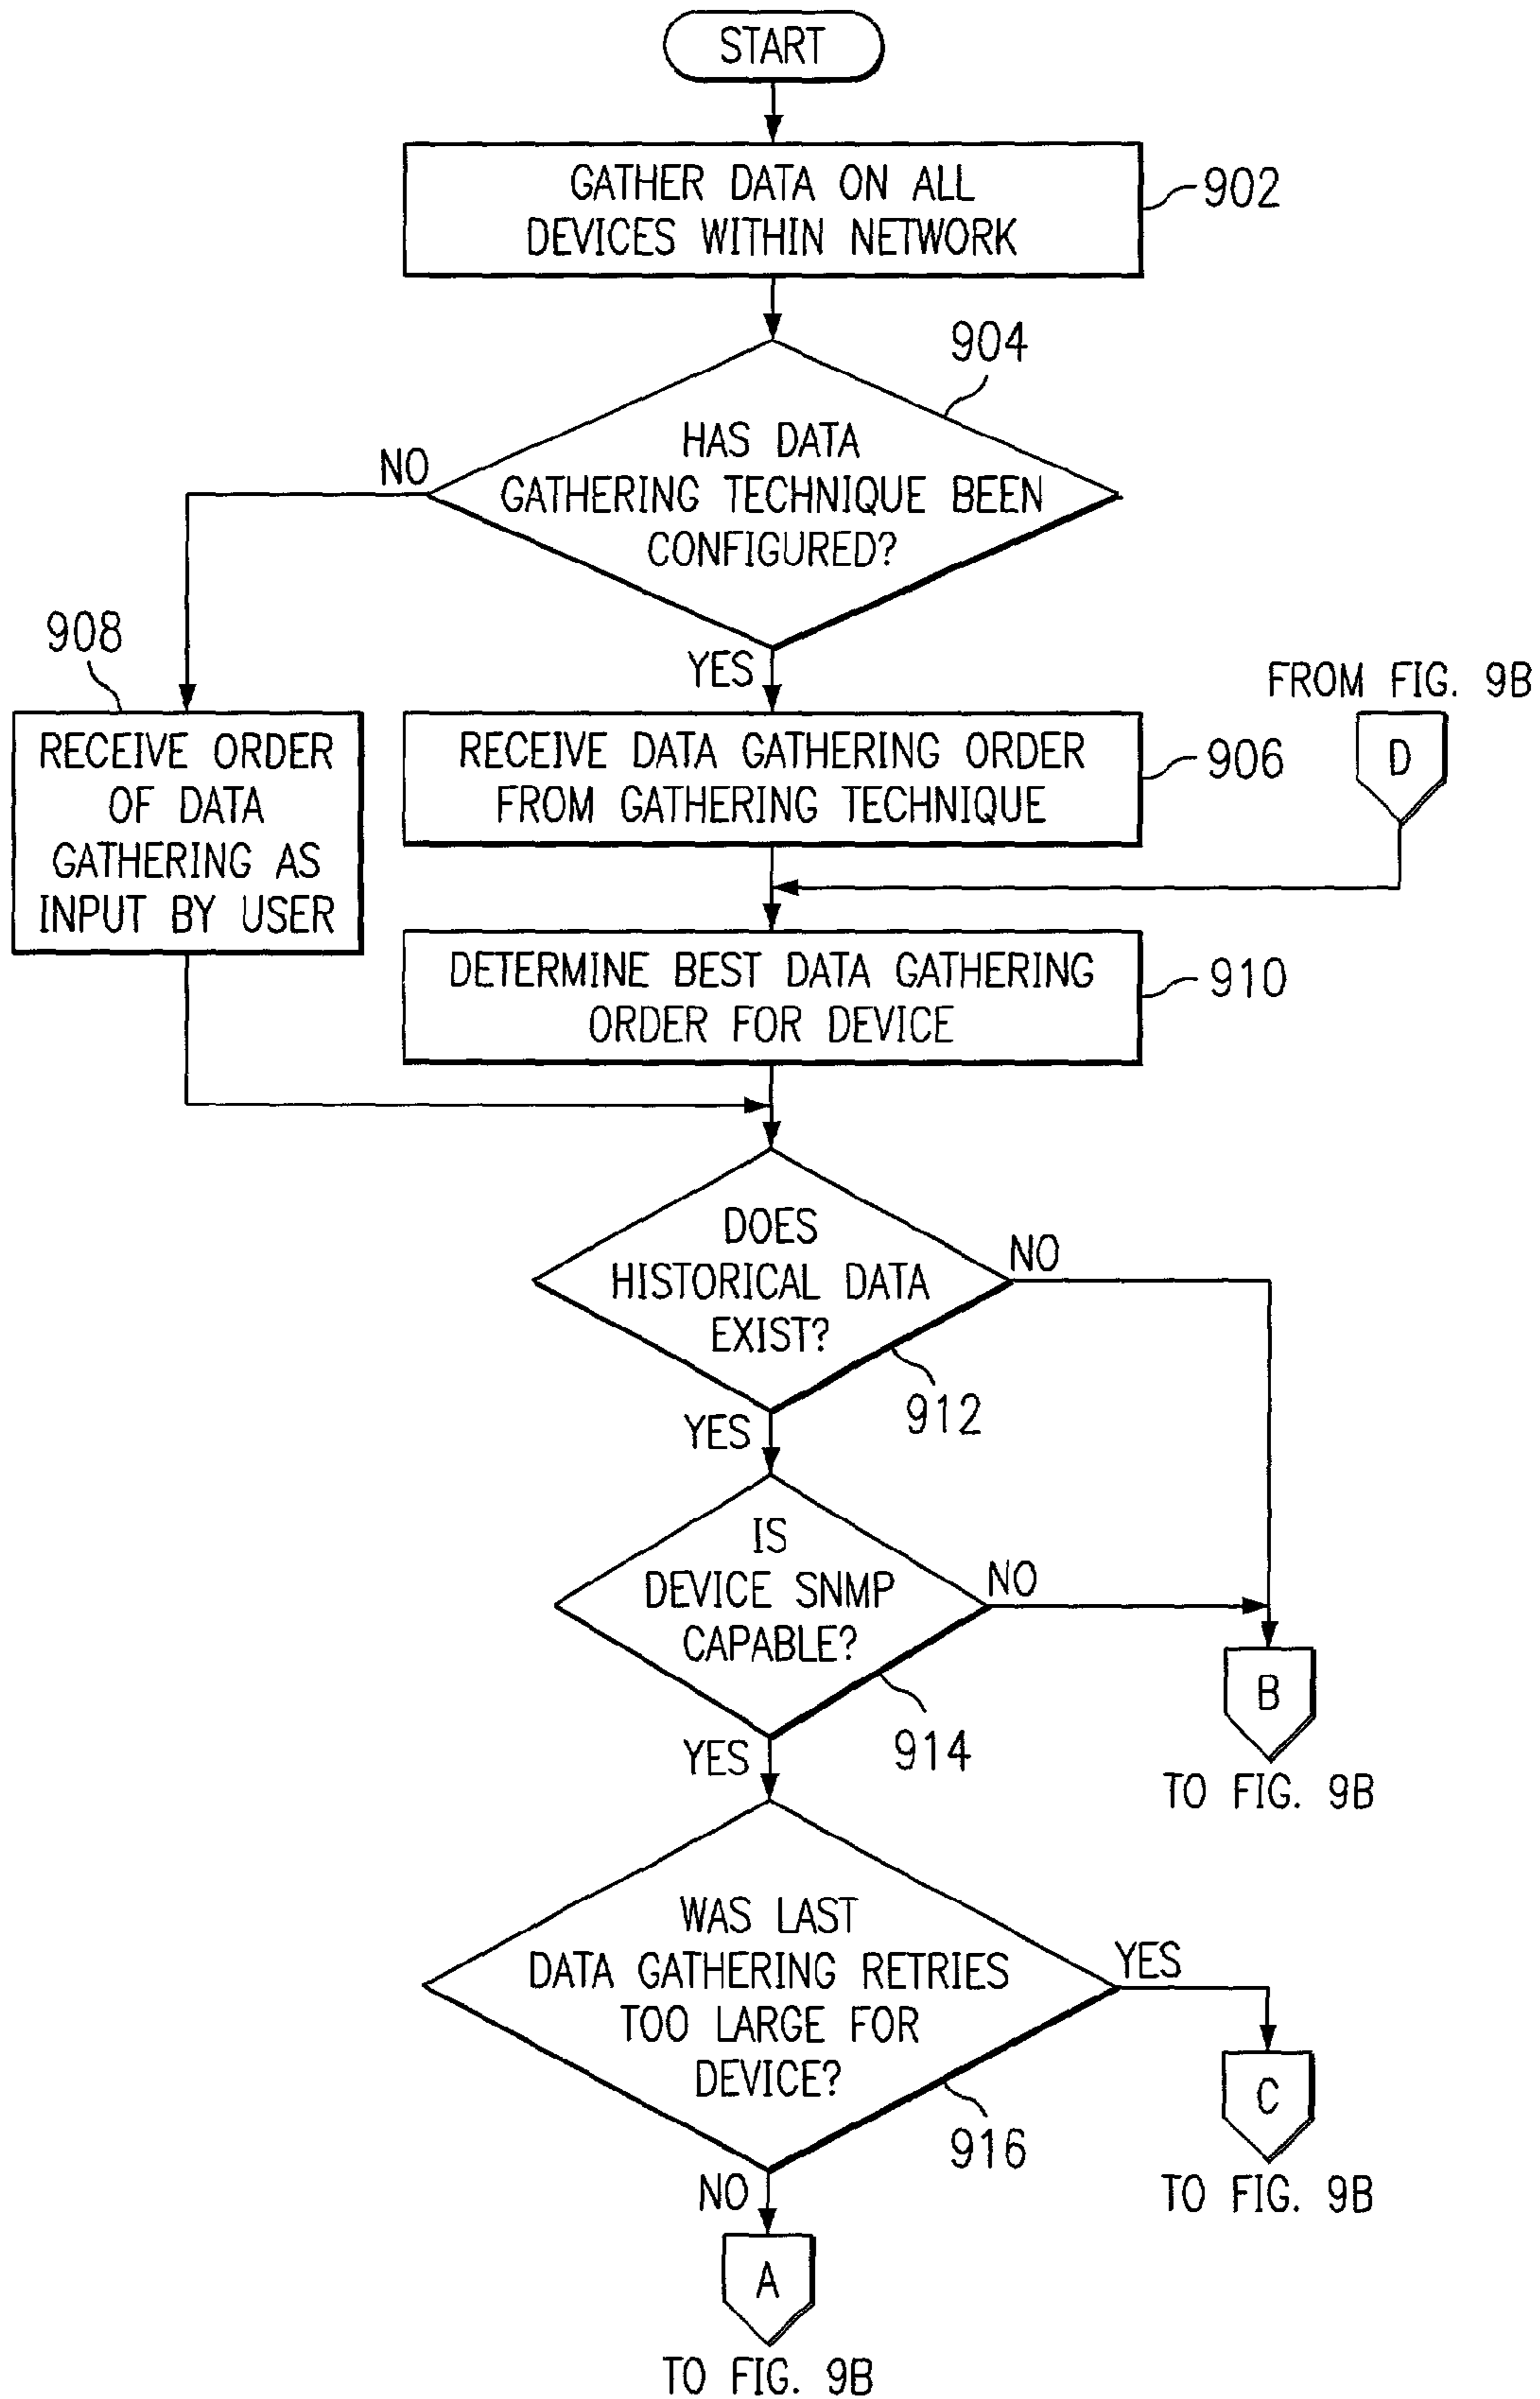 START
GATHER DATA ON ALL
DEVICES WITHIN NETWORK
902
904
HAS DATA
GATHERING TECHNIQUE BEEN
CONFIGURED?
NO
YES
908
RECEIVE ORDER
OF DATA
GATHERING AS
INPUT BY USER
RECEIVE DATA GATHERING ORDER
FROM GATHERING TECHNIQUE
906
FROM FIG. 9B
D
DETERMINE BEST DATA GATHERING
ORDER FOR DEVICE
910
DOES
HISTORICAL DATA
EXIST?
NO
912
YES
IS
DEVICE SNMP
CAPABLE?
NO
914
YES
B
TO FIG. 9B
WAS LAST
DATA GATHERING RETRIES
TOO LARGE FOR
DEVICE?
YES
916
C
TO FIG. 9B
NO
A
TO FIG. 9B